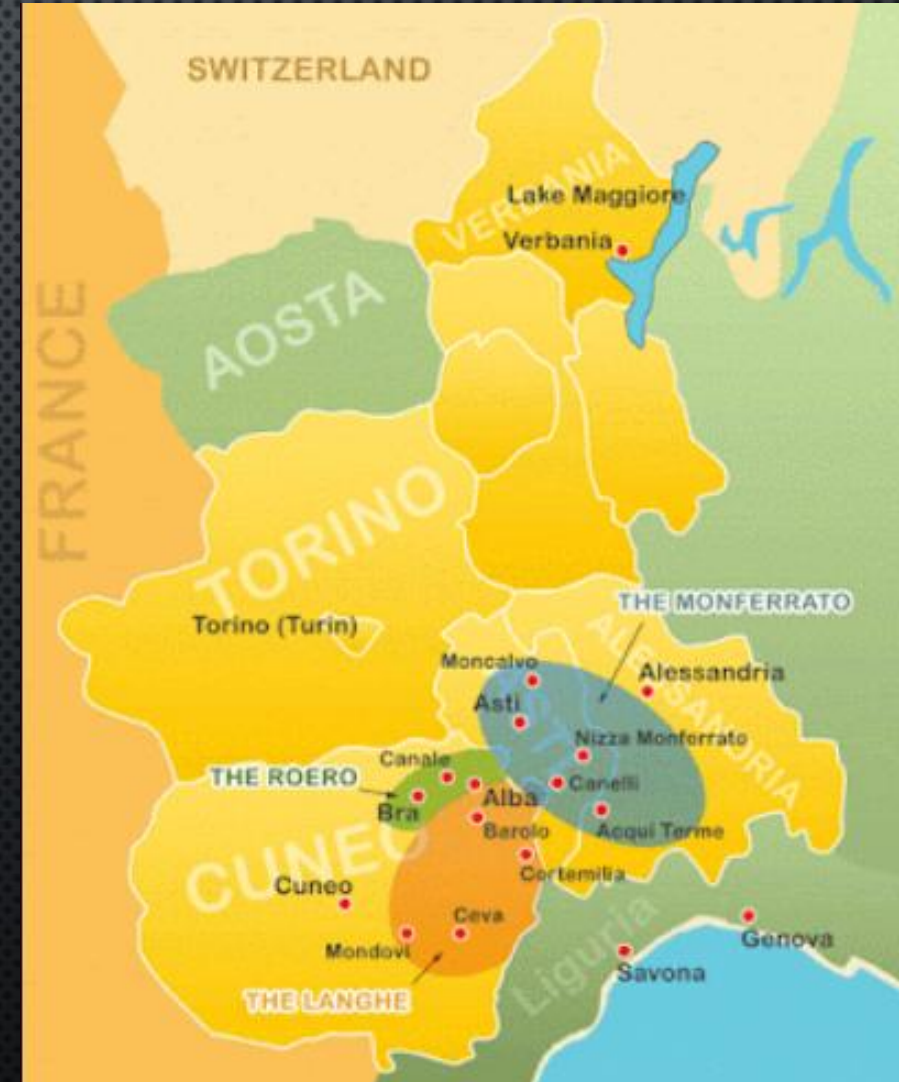 SWITZERLAND
VERBANIA
Lake Maggiore
Verbania
AOSTA
FRANCE
TORINO
Torino (Turin)
THE MONFERRATO
ALESSANDRIA
Moncalvo
Alessandria
ASTI
Asti
Nizza Monferrato
Canale
THE ROERO
Canelli
Alba
Bra
Barolo
Acqui Terme
CUNEO
Cortemilia
Cuneo
Ceva
Mondovi
Liguria
Genova
Savona
THE LANGHE